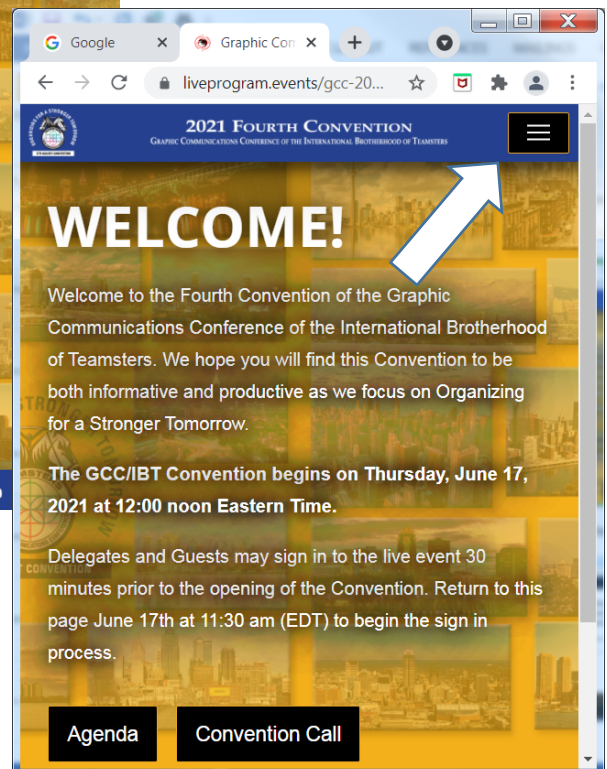 Google
Graphic Con
liveprogram.events/gcc-20...
2021 FOURTH CONVENTION
GRAPHIC COMMUNICATIONS CONFERENCE OF THE INTERNATIONAL BROTHERHOOD OF TEAMSTERS
WELCOME!
Welcome to the Fourth Convention of the Graphic
Communications Conference of the International Brotherhood
of Teamsters. We hope you will find this Convention to be
both informative and productive as we focus on Organizing
for a Stronger Tomorrow.
The GCC/IBT Convention begins on Thursday, June 17,
2021 at 12:00 noon Eastern Time.
Delegates and Guests may sign in to the live event 30
minutes prior to the opening of the Convention. Return to this
page June 17th at 11:30 am (EDT) to begin the sign in
process.
Agenda Convention Call